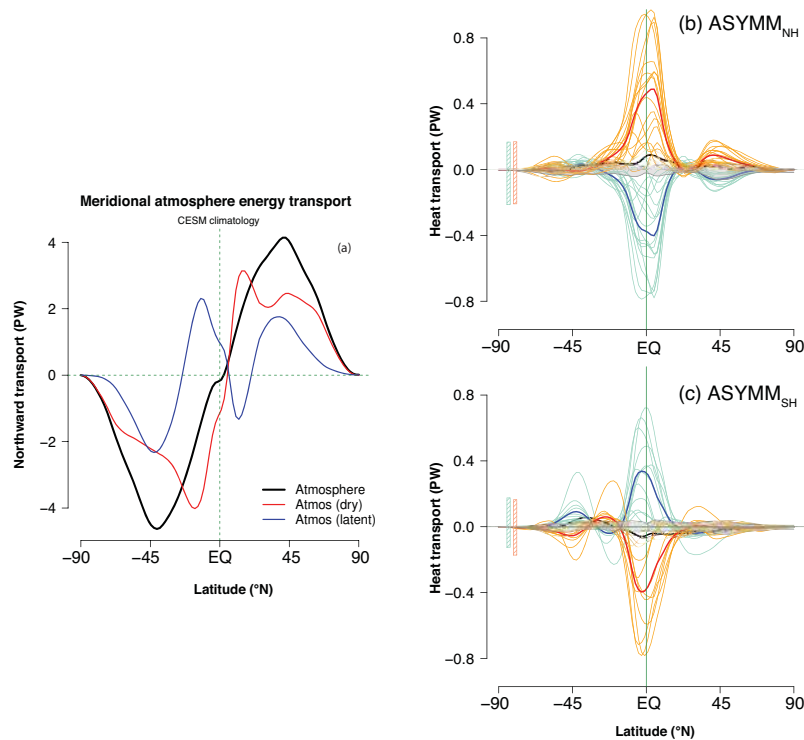 Meridional atmosphere energy transport
CESM climatology
(a)
Northward transport (PW)
4
2
0
−2
−4
Atmosphere
Atmos (dry)
Atmos (latent)
−90
−45
EQ
45
90
Latitude (°N)
(b) ASYMM_NH
Heat transport (PW)
0.8
0.4
0.0
−0.4
−0.8
−90
−45
EQ
45
90
(c) ASYMM_SH
Heat transport (PW)
0.8
0.4
0.0
−0.4
−0.8
−90
−45
EQ
45
90
Latitude (°N)